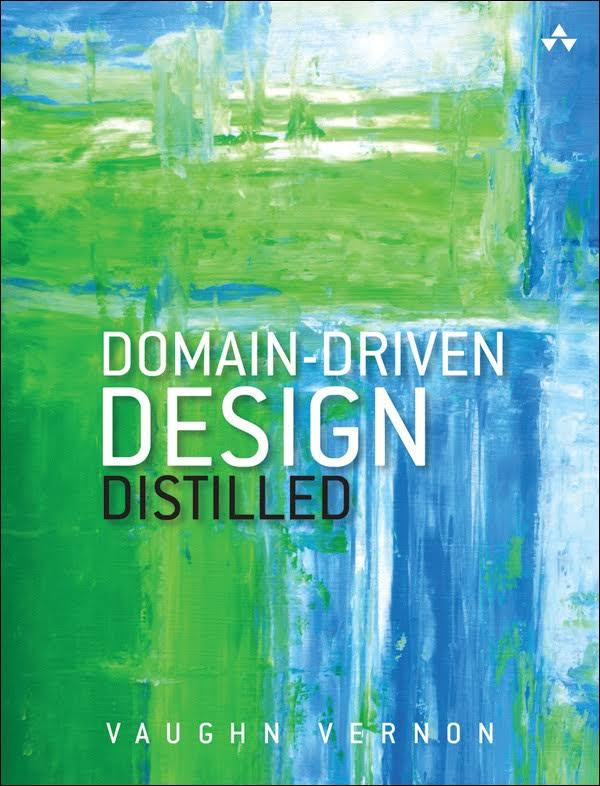 DOMAIN-DRIVEN
DESIGN
DISTILLED
VAUGHN VERNON